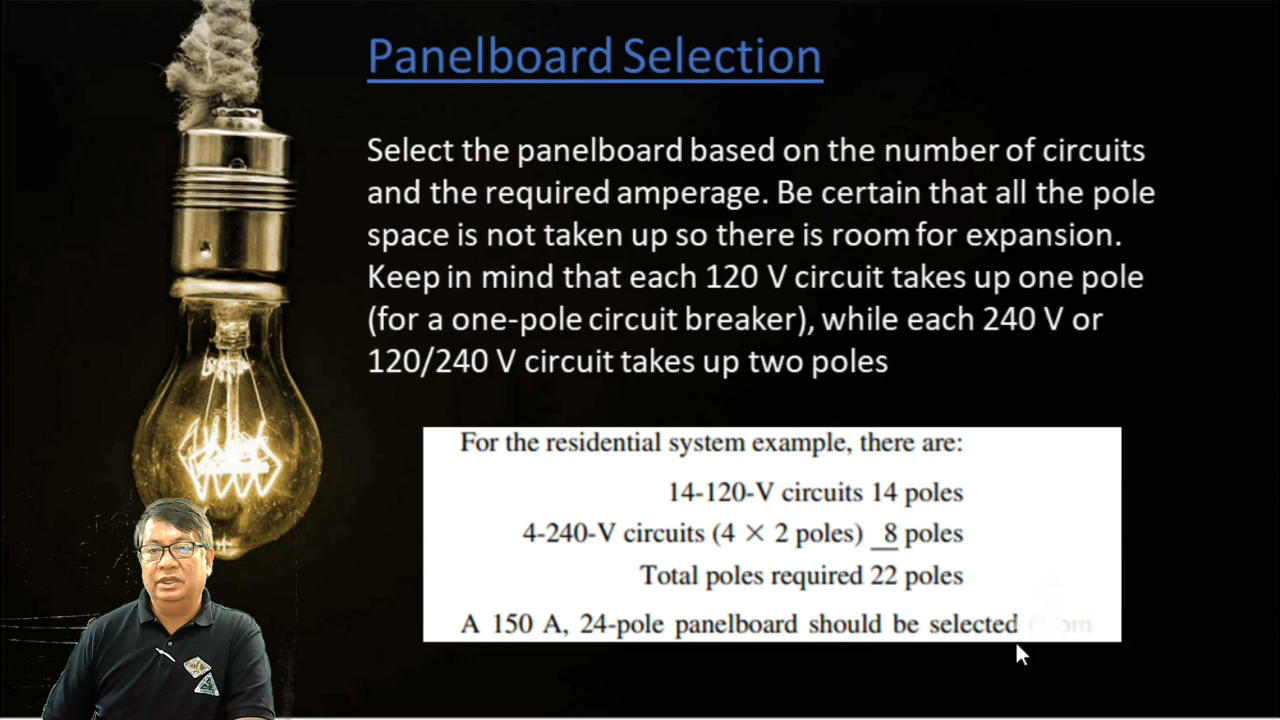 Panelboard Selection
Select the panelboard based on the number of circuits
and the required amperage. Be certain that all the pole
space is not taken up so there is room for expansion.
Keep in mind that each 120 V circuit takes up one pole
(for a one-pole circuit breaker), while each 240 V or
120/240 V circuit takes up two poles
For the residential system example, there are:
14-120-V circuits 14 poles
4-240-V circuits (4 × 2 poles) 8 poles
Total poles required 22 poles
A 150 A, 24-pole panelboard should be selected